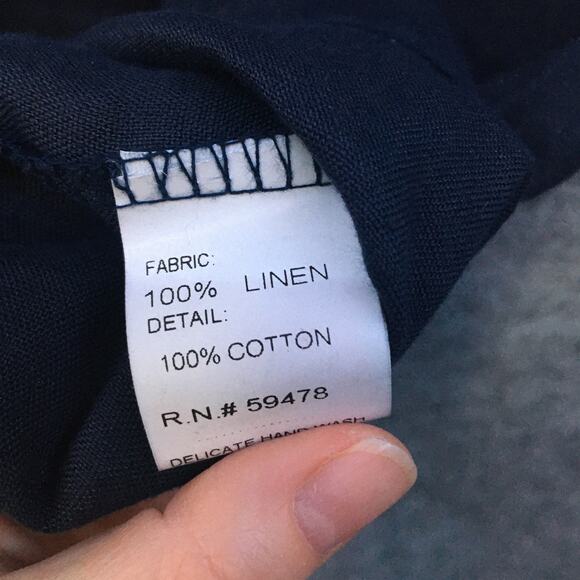 FABRIC:
100% LINEN
DETAIL:
100% COTTON
R.N.# 59478
DELICATE HAND WASH